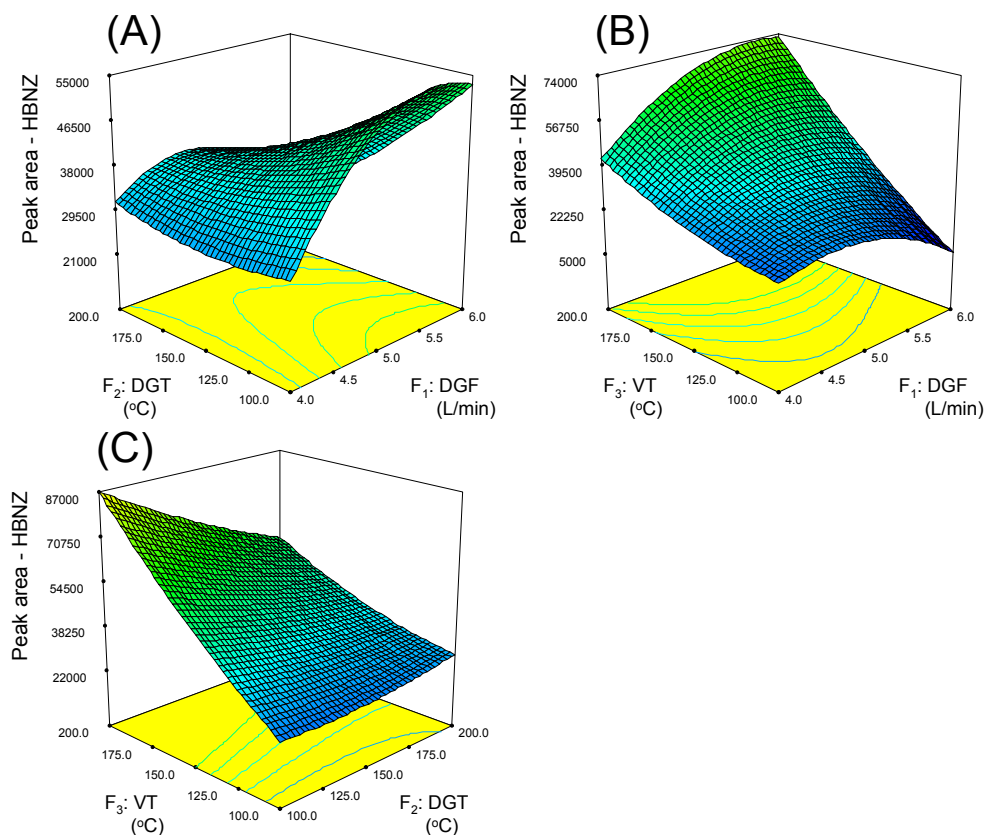 (A)
Peak area - HBNZ
55000
46500
38000
29500
21000
200.0
175.0
150.0
125.0
100.0
F2: DGT
(oC)
4.0
4.5
5.0
5.5
6.0
F1: DGF
(L/min)
(B)
Peak area - HBNZ
74000
56750
39500
22250
5000
200.0
175.0
150.0
125.0
100.0
F3: VT
(oC)
4.0
4.5
5.0
5.5
6.0
F1: DGF
(L/min)
(C)
Peak area - HBNZ
87000
70750
54500
38250
22000
200.0
175.0
150.0
125.0
100.0
F3: VT
(oC)
100.0
125.0
150.0
175.0
200.0
F2: DGT
(oC)